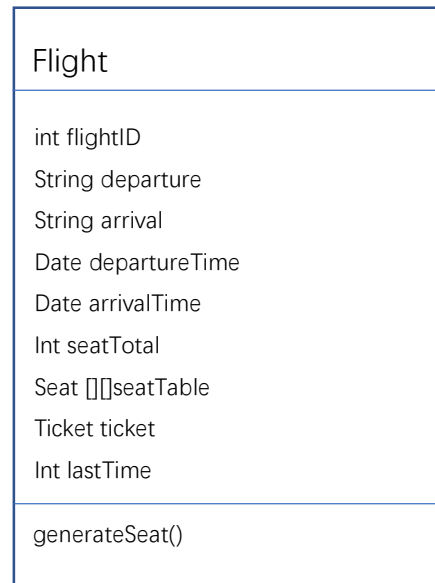 Flight
int flightID
String departure
String arrival
Date departureTime
Date arrivalTime
Int seatTotal
Seat [][]seatTable
Ticket ticket
Int lastTime
generateSeat()